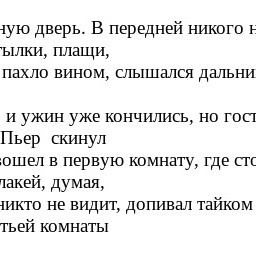 ную дверь. В передней никого н
тылки, плащи,
пахло вином, слышался дальни
и ужин уже кончились, но гост
Пьер  скинул
вошел в первую комнату, где сто
лакей, думая,
никто не видит, допивал тайком
тьей комнаты